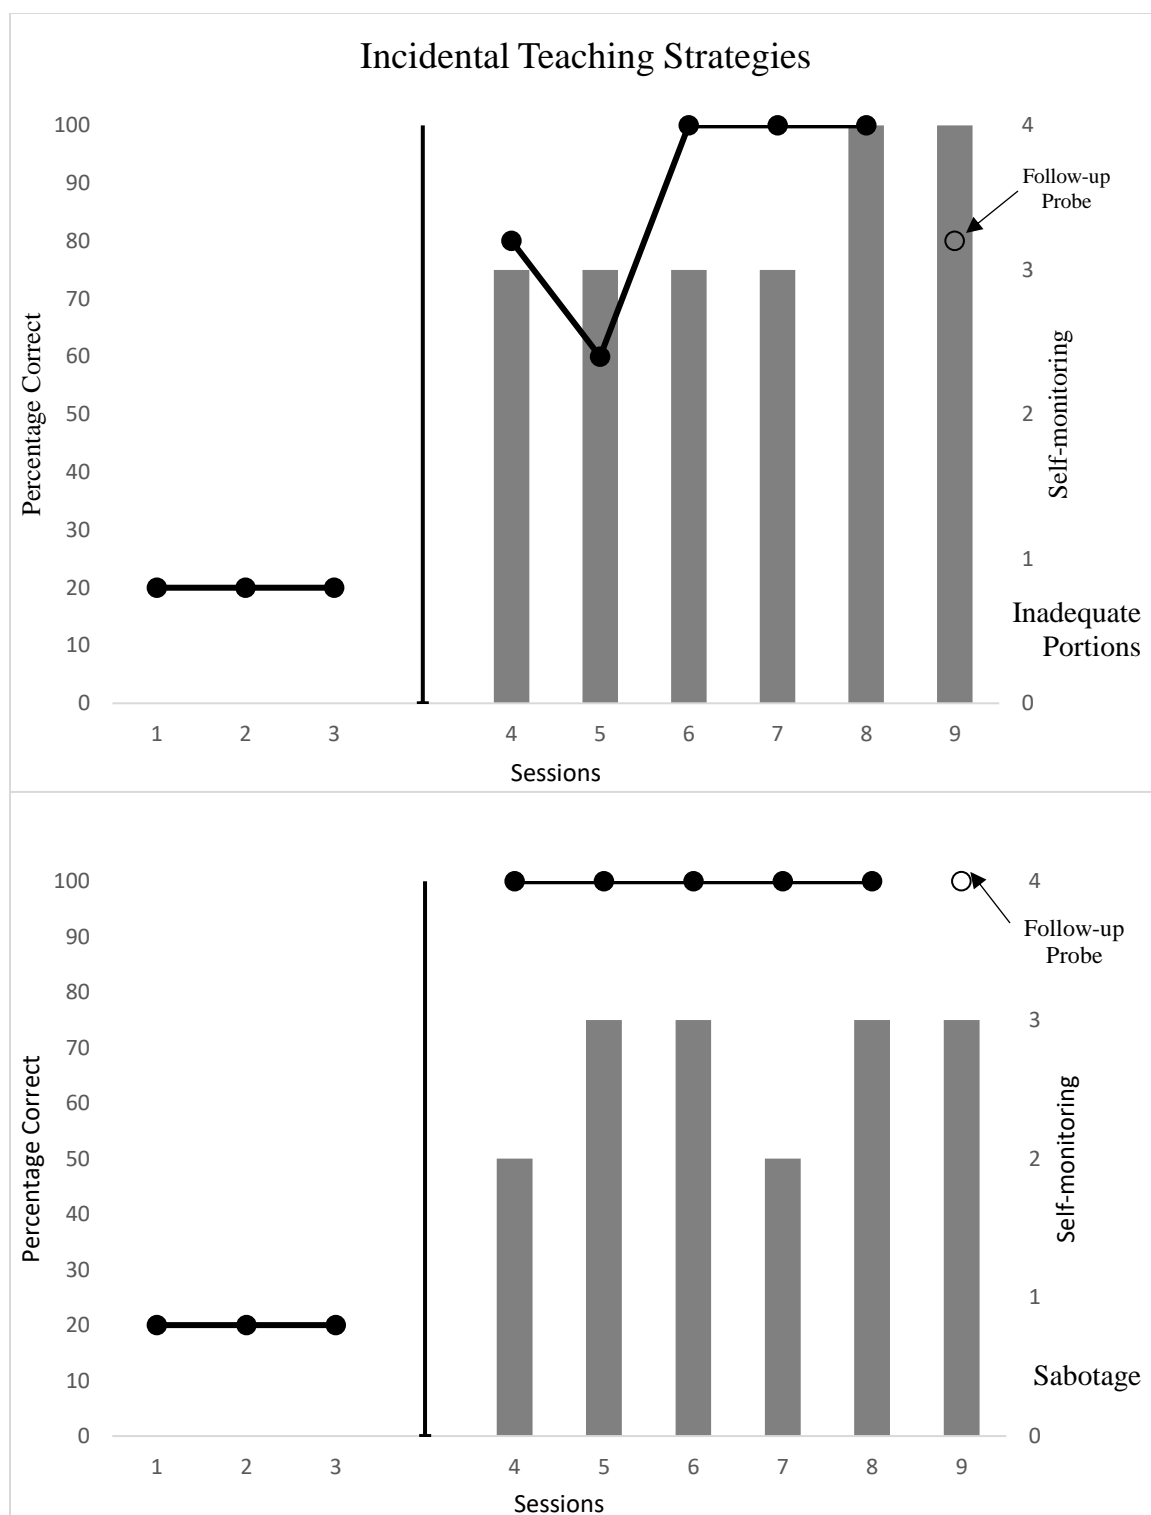 Incidental Teaching Strategies
100
90
80
70
60
50
40
30
20
10
0
Percentage Correct
4
3
2
1
0
Self-monitoring
Follow-up
Probe
Inadequate
Portions
1 2 3 4 5 6 7 8 9
Sessions
100
90
80
70
60
50
40
30
20
10
0
Percentage Correct
4
3
2
1
0
Self-monitoring
Follow-up
Probe
Sabotage
1 2 3 4 5 6 7 8 9
Sessions